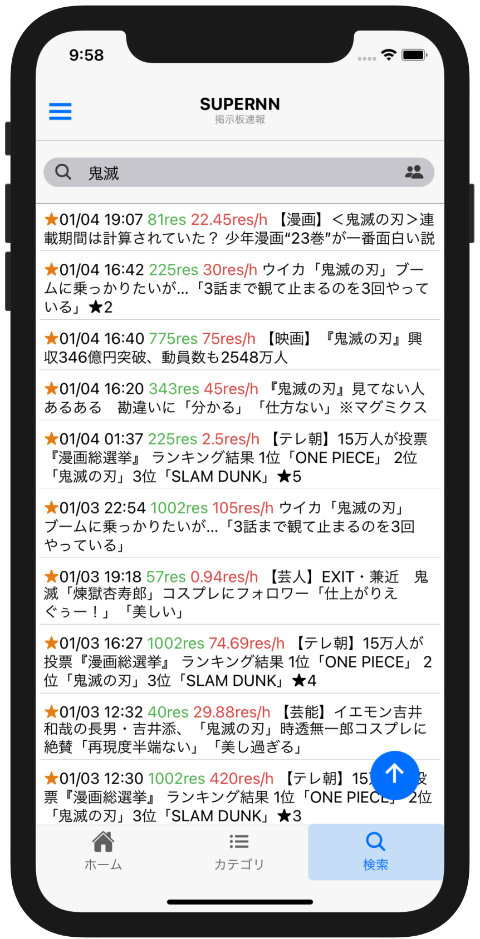 9:58
SUPERNN
掲示板速報
鬼滅
★01/04 19:07 81res 22.45res/h 【漫画】＜鬼滅の刃＞連
載期間は計算されていた？ 少年漫画“23巻”が一番面白い説
★01/04 16:42 225res 30res/h ウイカ「鬼滅の刃」ブー
ムに乗っかりたいが…「3話まで観て止まるのを3回やって
いる」★2
★01/04 16:40 775res 75res/h 【映画】『鬼滅の刃』興
収346億円突破、動員数も2548万人
★01/04 16:20 343res 45res/h 『鬼滅の刃』見てない人
あるある　勘違いに「分かる」「仕方ない」※マグミクス
★01/04 01:37 225res 2.5res/h 【テレ朝】15万人が投票
『漫画総選挙』 ランキング結果 1位「ONE PIECE」 2位
「鬼滅の刃」3位「SLAM DUNK」★5
★01/03 22:54 1002res 105res/h ウイカ「鬼滅の刃」
ブームに乗っかりたいが…「3話まで観て止まるのを3回
やっている」
★01/03 19:18 57res 0.94res/h 【芸人】EXIT・兼近　鬼
滅「煉獄杏寿郎」コスプレにフォロワー「仕上がりえ
ぐぅー！」「美しい」
★01/03 16:27 1002res 74.69res/h 【テレ朝】15万人が
投票『漫画総選挙』 ランキング結果 1位「ONE PIECE」 2
位「鬼滅の刃」3位「SLAM DUNK」★4
★01/03 12:32 40res 29.88res/h 【芸能】イエモン吉井
和哉の長男・吉井添、「鬼滅の刃」時透無一郎コスプレに
絶賛「再現度半端ない」「美し過ぎる」
★01/03 12:30 1002res 420res/h 【テレ朝】15万 投
票『漫画総選挙』 ランキング結果 1位「ONE PIECE」 2位
「鬼滅の刃」3位「SLAM DUNK」★3
ホーム
カテゴリ
検索